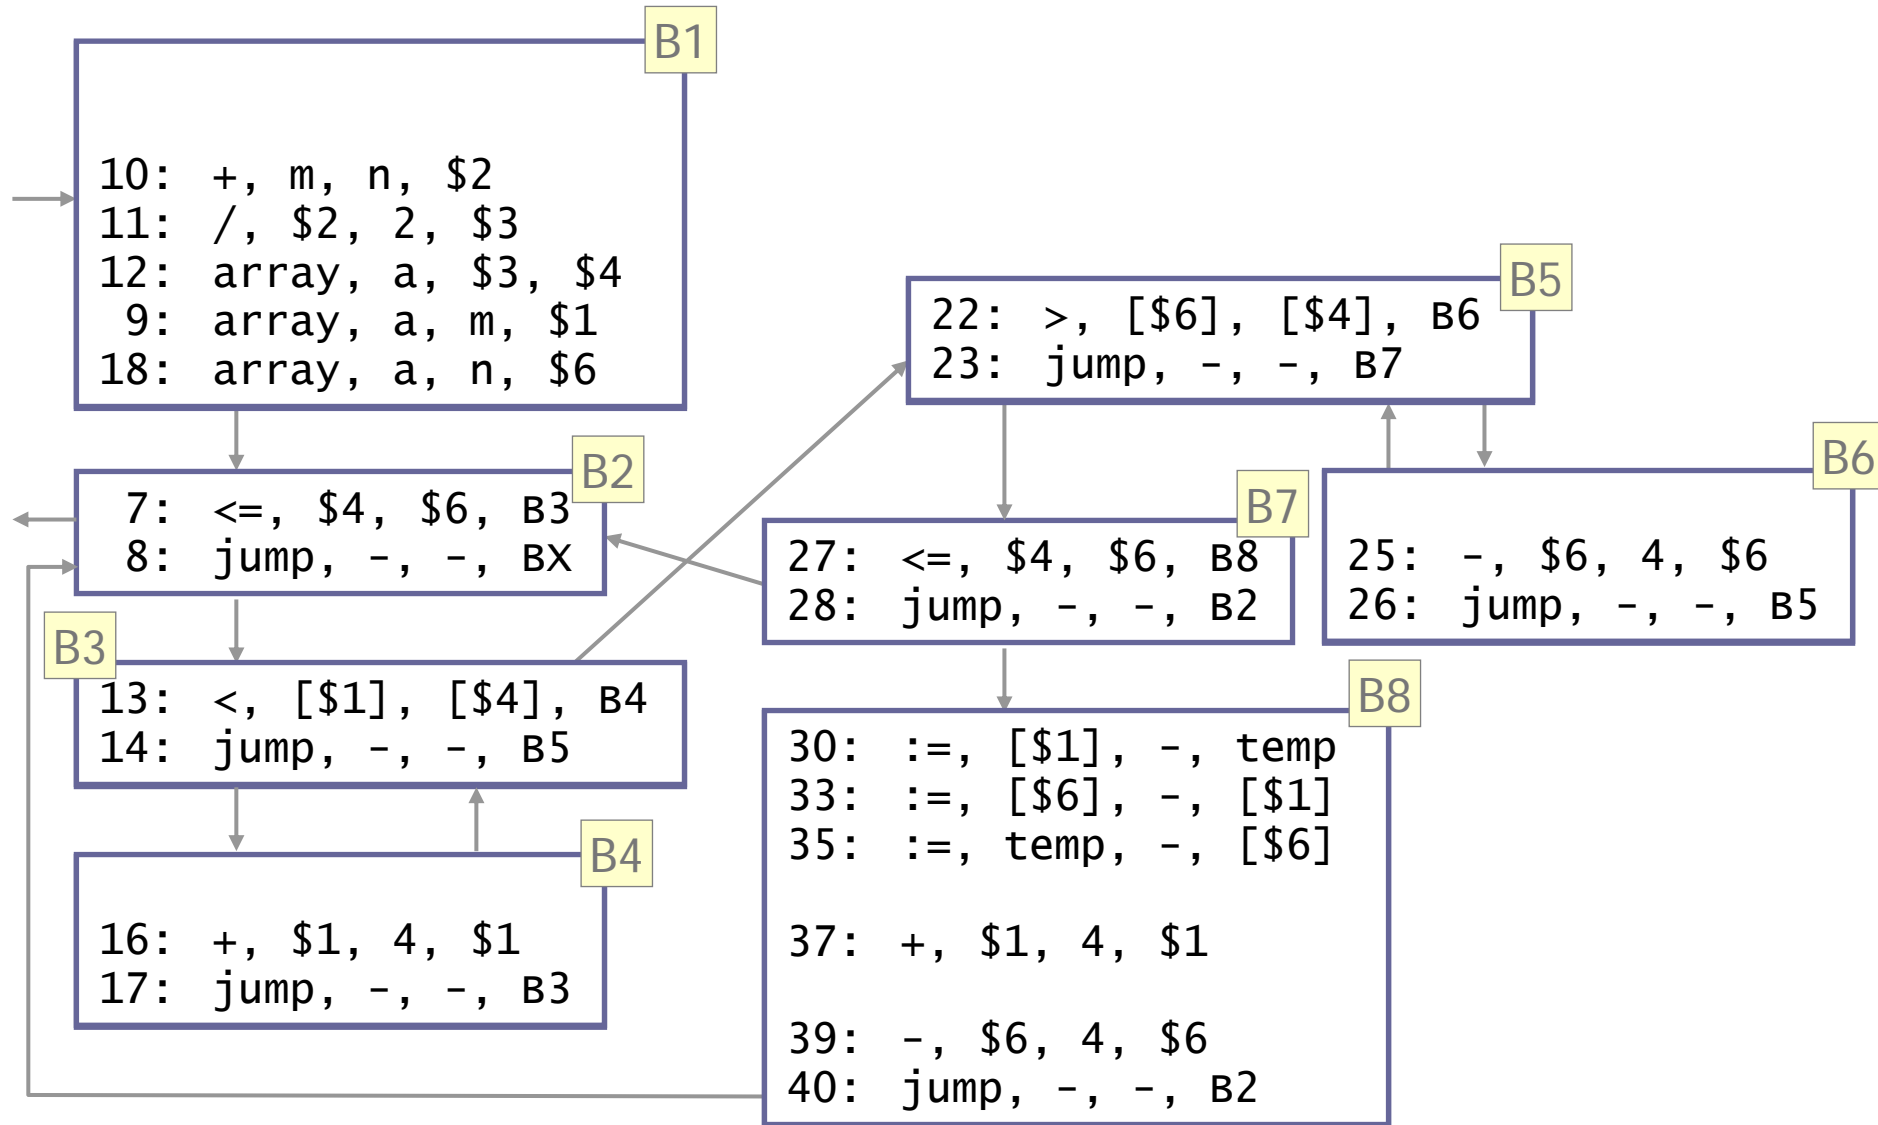 B1
10: +, m, n, $2
11: /, $2, 2, $3
12: array, a, $3, $4
9: array, a, m, $1
18: array, a, n, $6
B2
7: <=, $4, $6, B3
8: jump, -, -, BX
B3
13: <, [$1], [$4], B4
14: jump, -, -, B5
B4
16: +, $1, 4, $1
17: jump, -, -, B3
B5
22: >, [$6], [$4], B6
23: jump, -, -, B7
B6
25: -, $6, 4, $6
26: jump, -, -, B5
B7
27: <=, $4, $6, B8
28: jump, -, -, B2
B8
30: :=, [$1], -, temp
33: :=, [$6], -, [$1]
35: :=, temp, -, [$6]
37: +, $1, 4, $1
39: -, $6, 4, $6
40: jump, -, -, B2